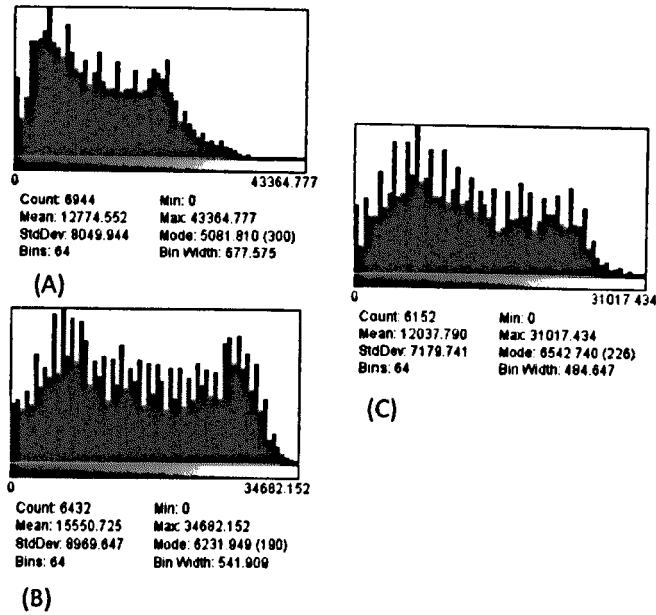 0 43364.777
Count: 6944 Min: 0
Mean: 12774.552 Max: 43364.777
StdDev: 8049.944 Mode: 5081.810 (300)
Bins: 64 Bin Width: 677.575
(A)
0 34682.152
Count: 6432 Min: 0
Mean: 15550.725 Max: 34682.152
StdDev: 8969.647 Mode: 6231.949 (190)
Bins: 64 Bin Width: 541.909
(B)
0 31017.434
Count: 6152 Min: 0
Mean: 12037.790 Max: 31017.434
StdDev: 7179.741 Mode: 6542.740 (226)
Bins: 64 Bin Width: 484.647
(C)